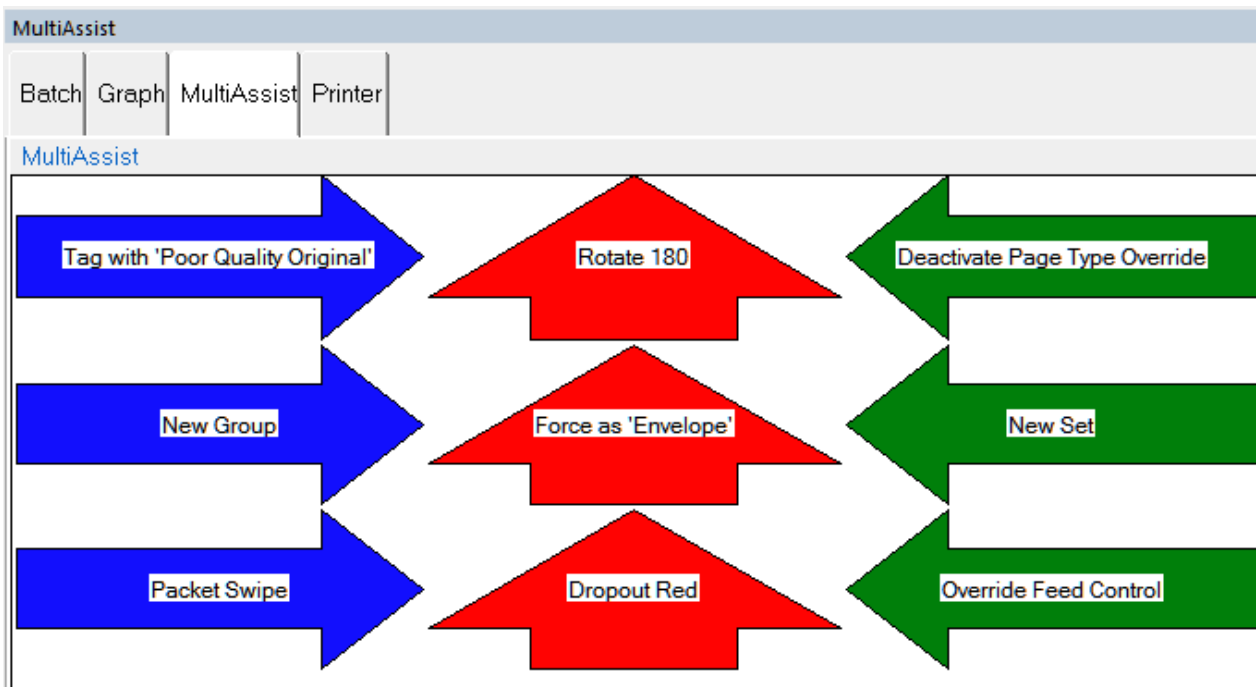 MultiAssist
Batch Graph MultiAssist Printer
MultiAssist
Tag with 'Poor Quality Original' Rotate 180 Deactivate Page Type Override
New Group Force as 'Envelope' New Set
Packet Swipe Dropout Red Override Feed Control